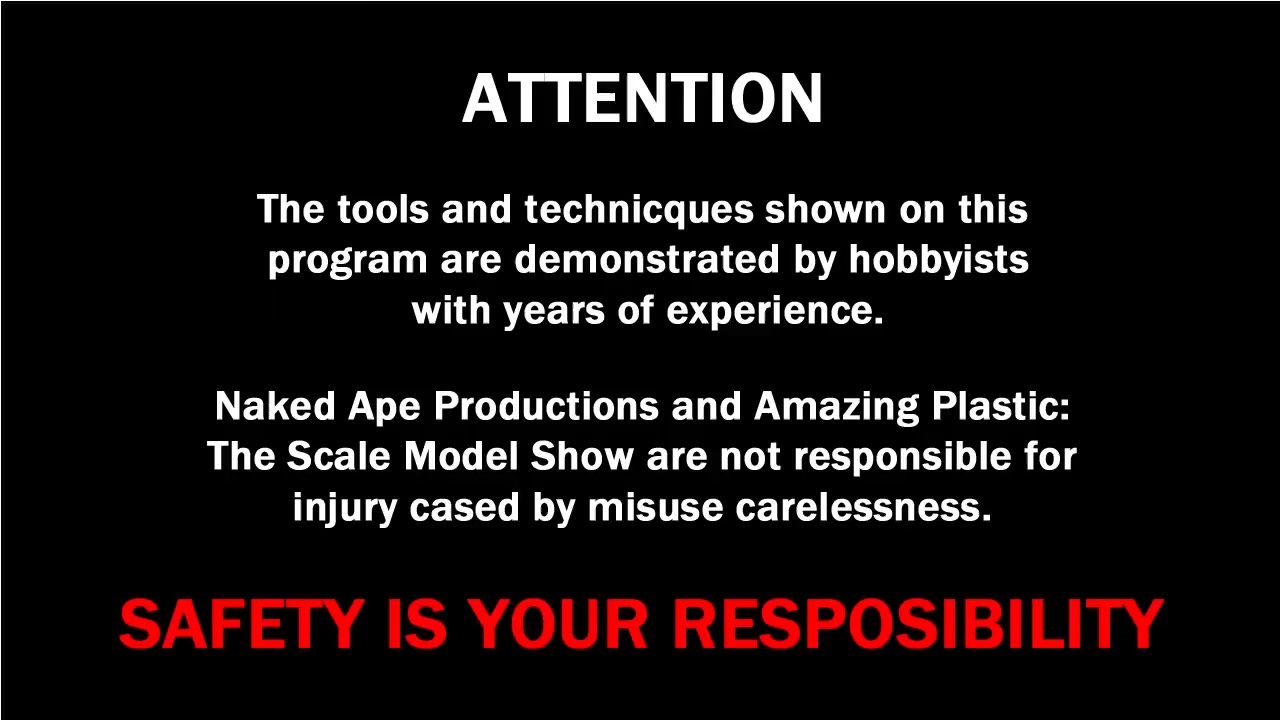 ATTENTION
The tools and technicques shown on this
program are demonstrated by hobbyists
with years of experience.
Naked Ape Productions and Amazing Plastic:
The Scale Model Show are not responsible for
injury cased by misuse carelessness.
SAFETY IS YOUR RESPOSIBILITY